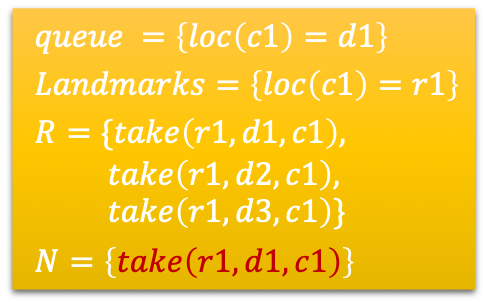 queue = {loc(c1) = d1}
Landmarks = {loc(c1) = r1}
R = {take(r1, d1, c1),
take(r1, d2, c1),
take(r1, d3, c1)}
N = {take(r1, d1, c1)}